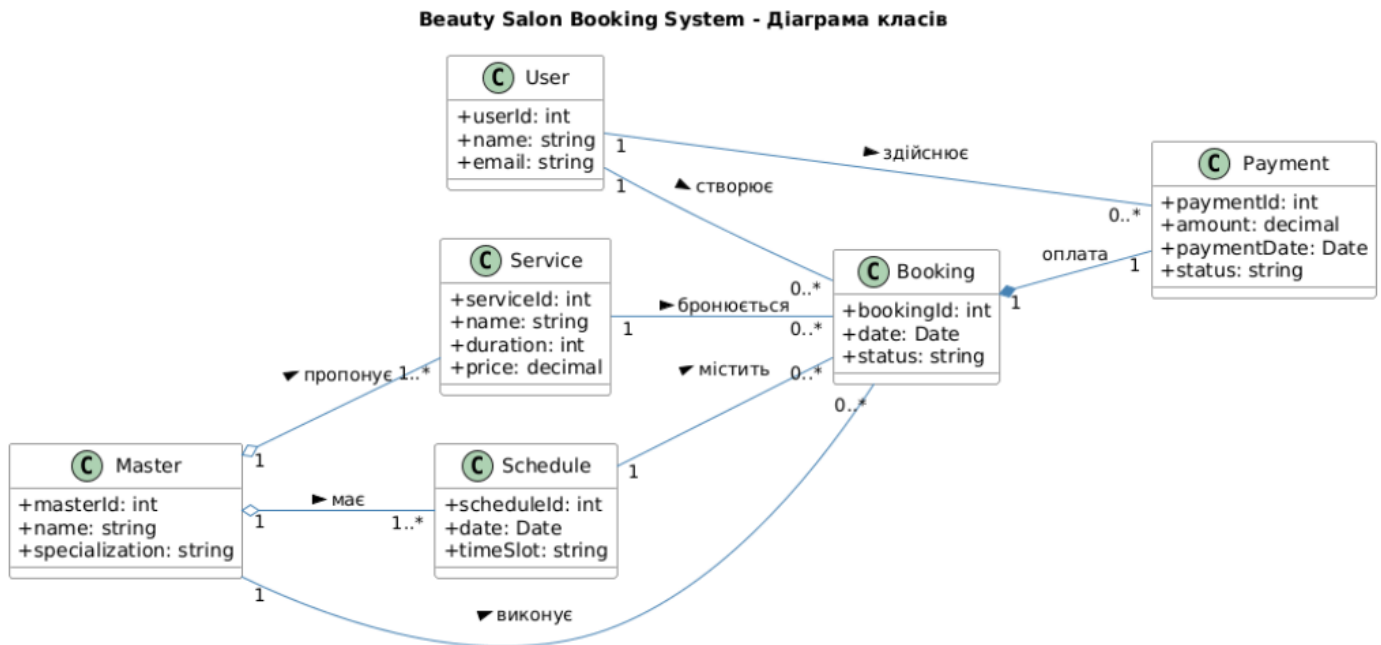 Beauty Salon Booking System - Діаграма класів
C User
+userId: int
+name: string
+email: string
1
► здійснює
0..*
1
► створює
0..*
C Payment
+paymentId: int
+amount: decimal
+paymentDate: Date
+status: string
C Service
+serviceId: int
+name: string
+duration: int
+price: decimal
1
► бронюється
0..*
C Booking
+bookingId: int
+date: Date
+status: string
оплата
1
1
► пропонує
1..*
1
► містить
0..*
1
0..*
C Master
+masterId: int
+name: string
+specialization: string
► має
1
1..*
C Schedule
+scheduleId: int
+date: Date
+timeSlot: string
1
► виконує